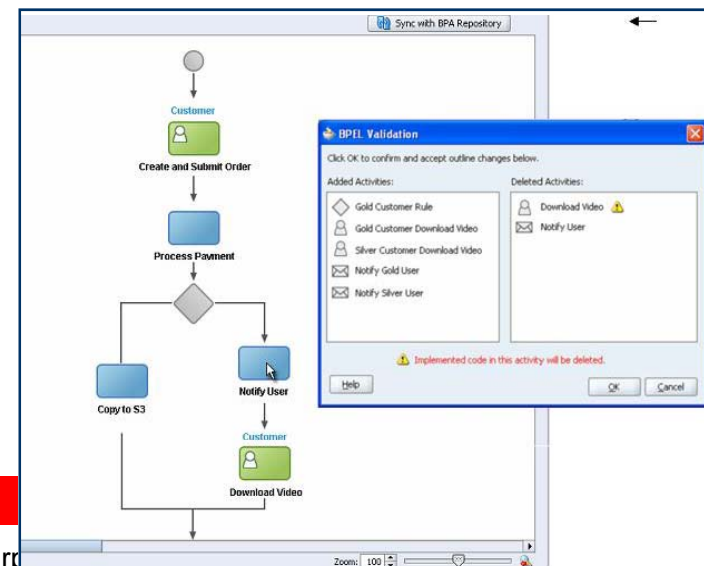 Sync with BPA Repository
Customer
Create and Submit Order
Process Payment
Copy to S3
Notify User
Customer
Download Video
Zoom: 100
BPEL Validation
Click OK to confirm and accept outline changes below.
Added Activities:
Gold Customer Rule
Gold Customer Download Video
Silver Customer Download Video
Notify Gold User
Notify Silver User
Deleted Activities:
Download Video
Notify User
Implemented code in this activity will be deleted.
Help
OK
Cancel